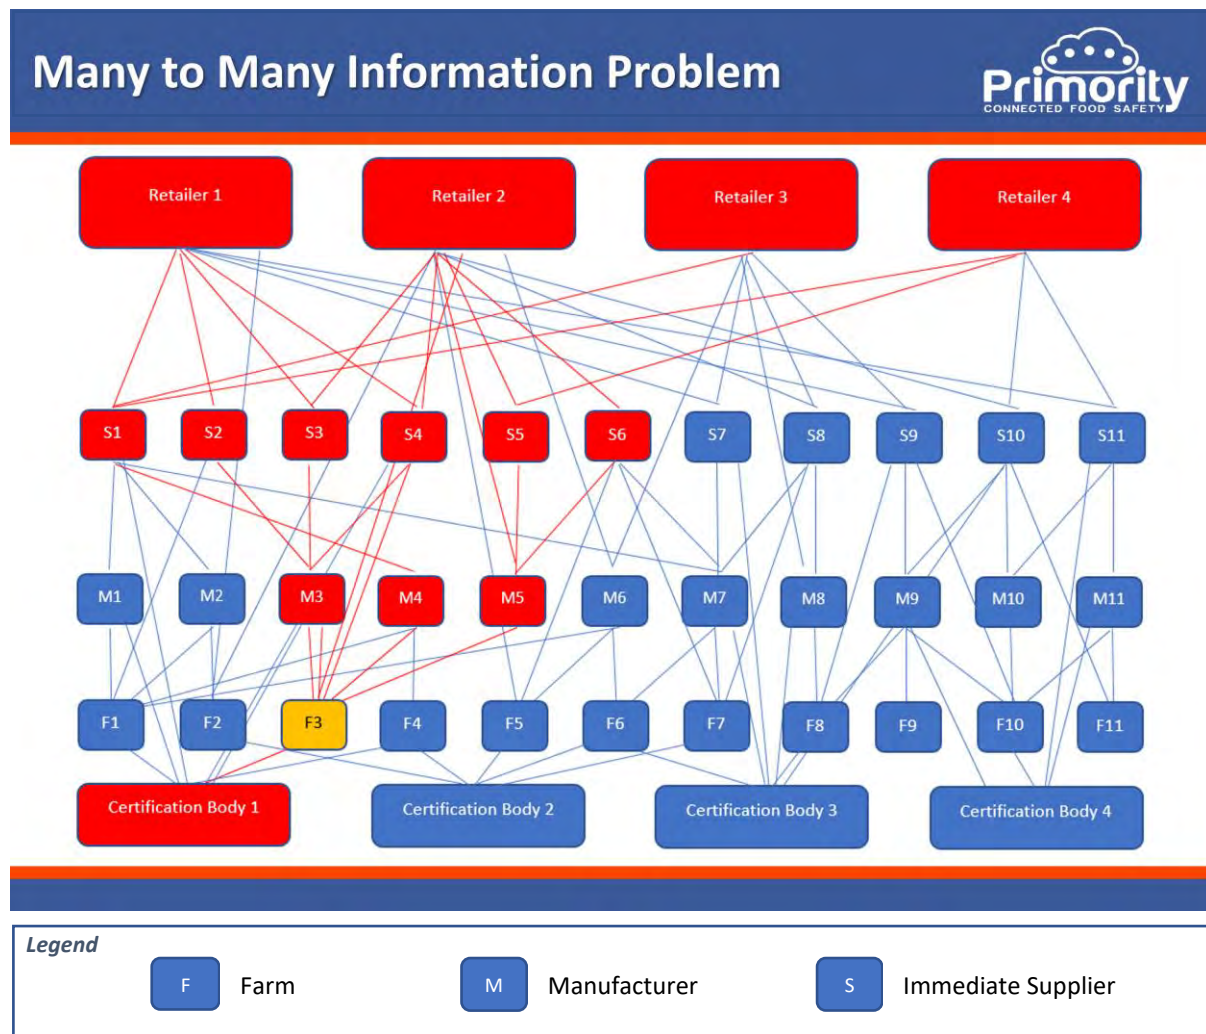 Many to Many Information Problem
Primority
CONNECTED FOOD SAFETY
Retailer 1 Retailer 2 Retailer 3 Retailer 4
S1 S2 S3 S4 S5 S6 S7 S8 S9 S10 S11
M1 M2 M3 M4 M5 M6 M7 M8 M9 M10 M11
F1 F2 F3 F4 F5 F6 F7 F8 F9 F10 F11
Certification Body 1 Certification Body 2 Certification Body 3 Certification Body 4
Legend
F Farm M Manufacturer S Immediate Supplier